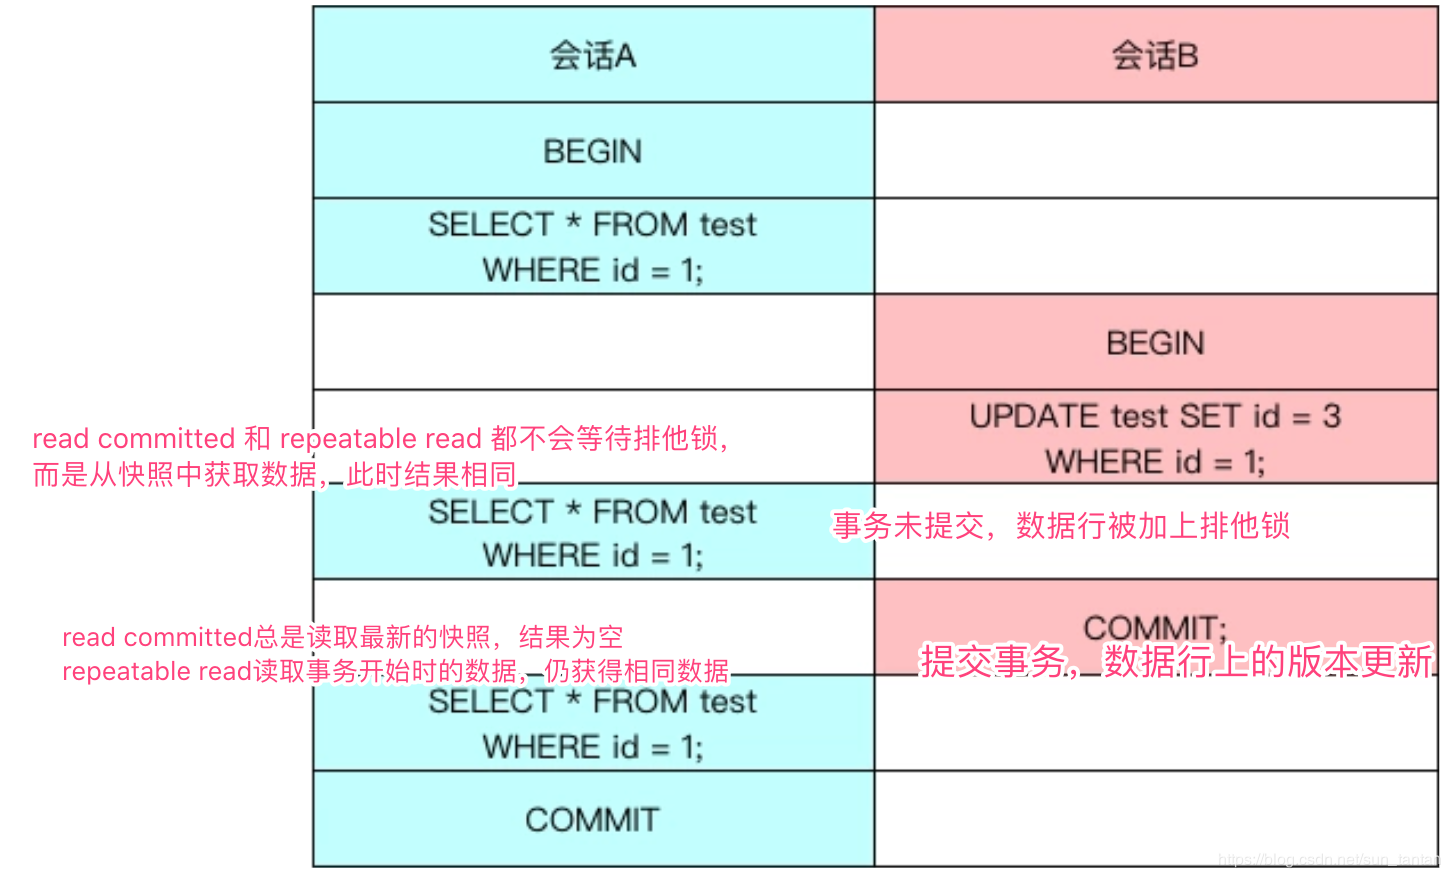 会话A
会话B
BEGIN
SELECT * FROM test
WHERE id = 1;
BEGIN
UPDATE test SET id = 3
WHERE id = 1;
read committed 和 repeatable read 都不会等待排他锁，
而是从快照中获取数据，此时结果相同
SELECT * FROM test
WHERE id = 1;
事务未提交，数据行被加上排他锁
COMMIT;
提交事务，数据行上的版本更新
read committed总是读取最新的快照，结果为空
repeatable read读取事务开始时的数据，仍获得相同数据
SELECT * FROM test
WHERE id = 1;
COMMIT
https://blog.csdn.net/sun_tantan